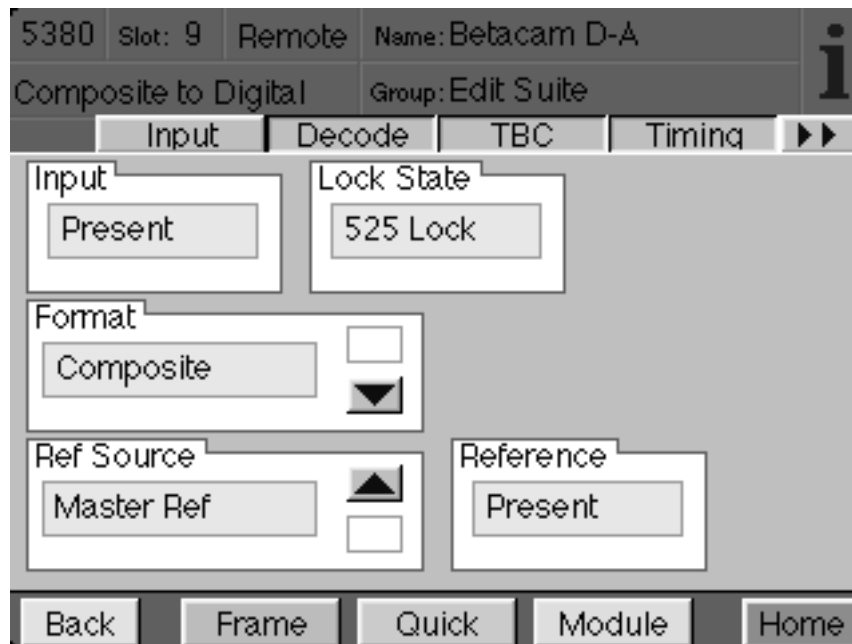 5380 Slot: 9 Remote Name: Betacam D-A
Composite to Digital Group: Edit Suite
i
Input Decode TBC Timing
Input Lock State
Present 525 Lock
Format
Composite
Ref Source Reference
Master Ref Present
Back Frame Quick Module Home